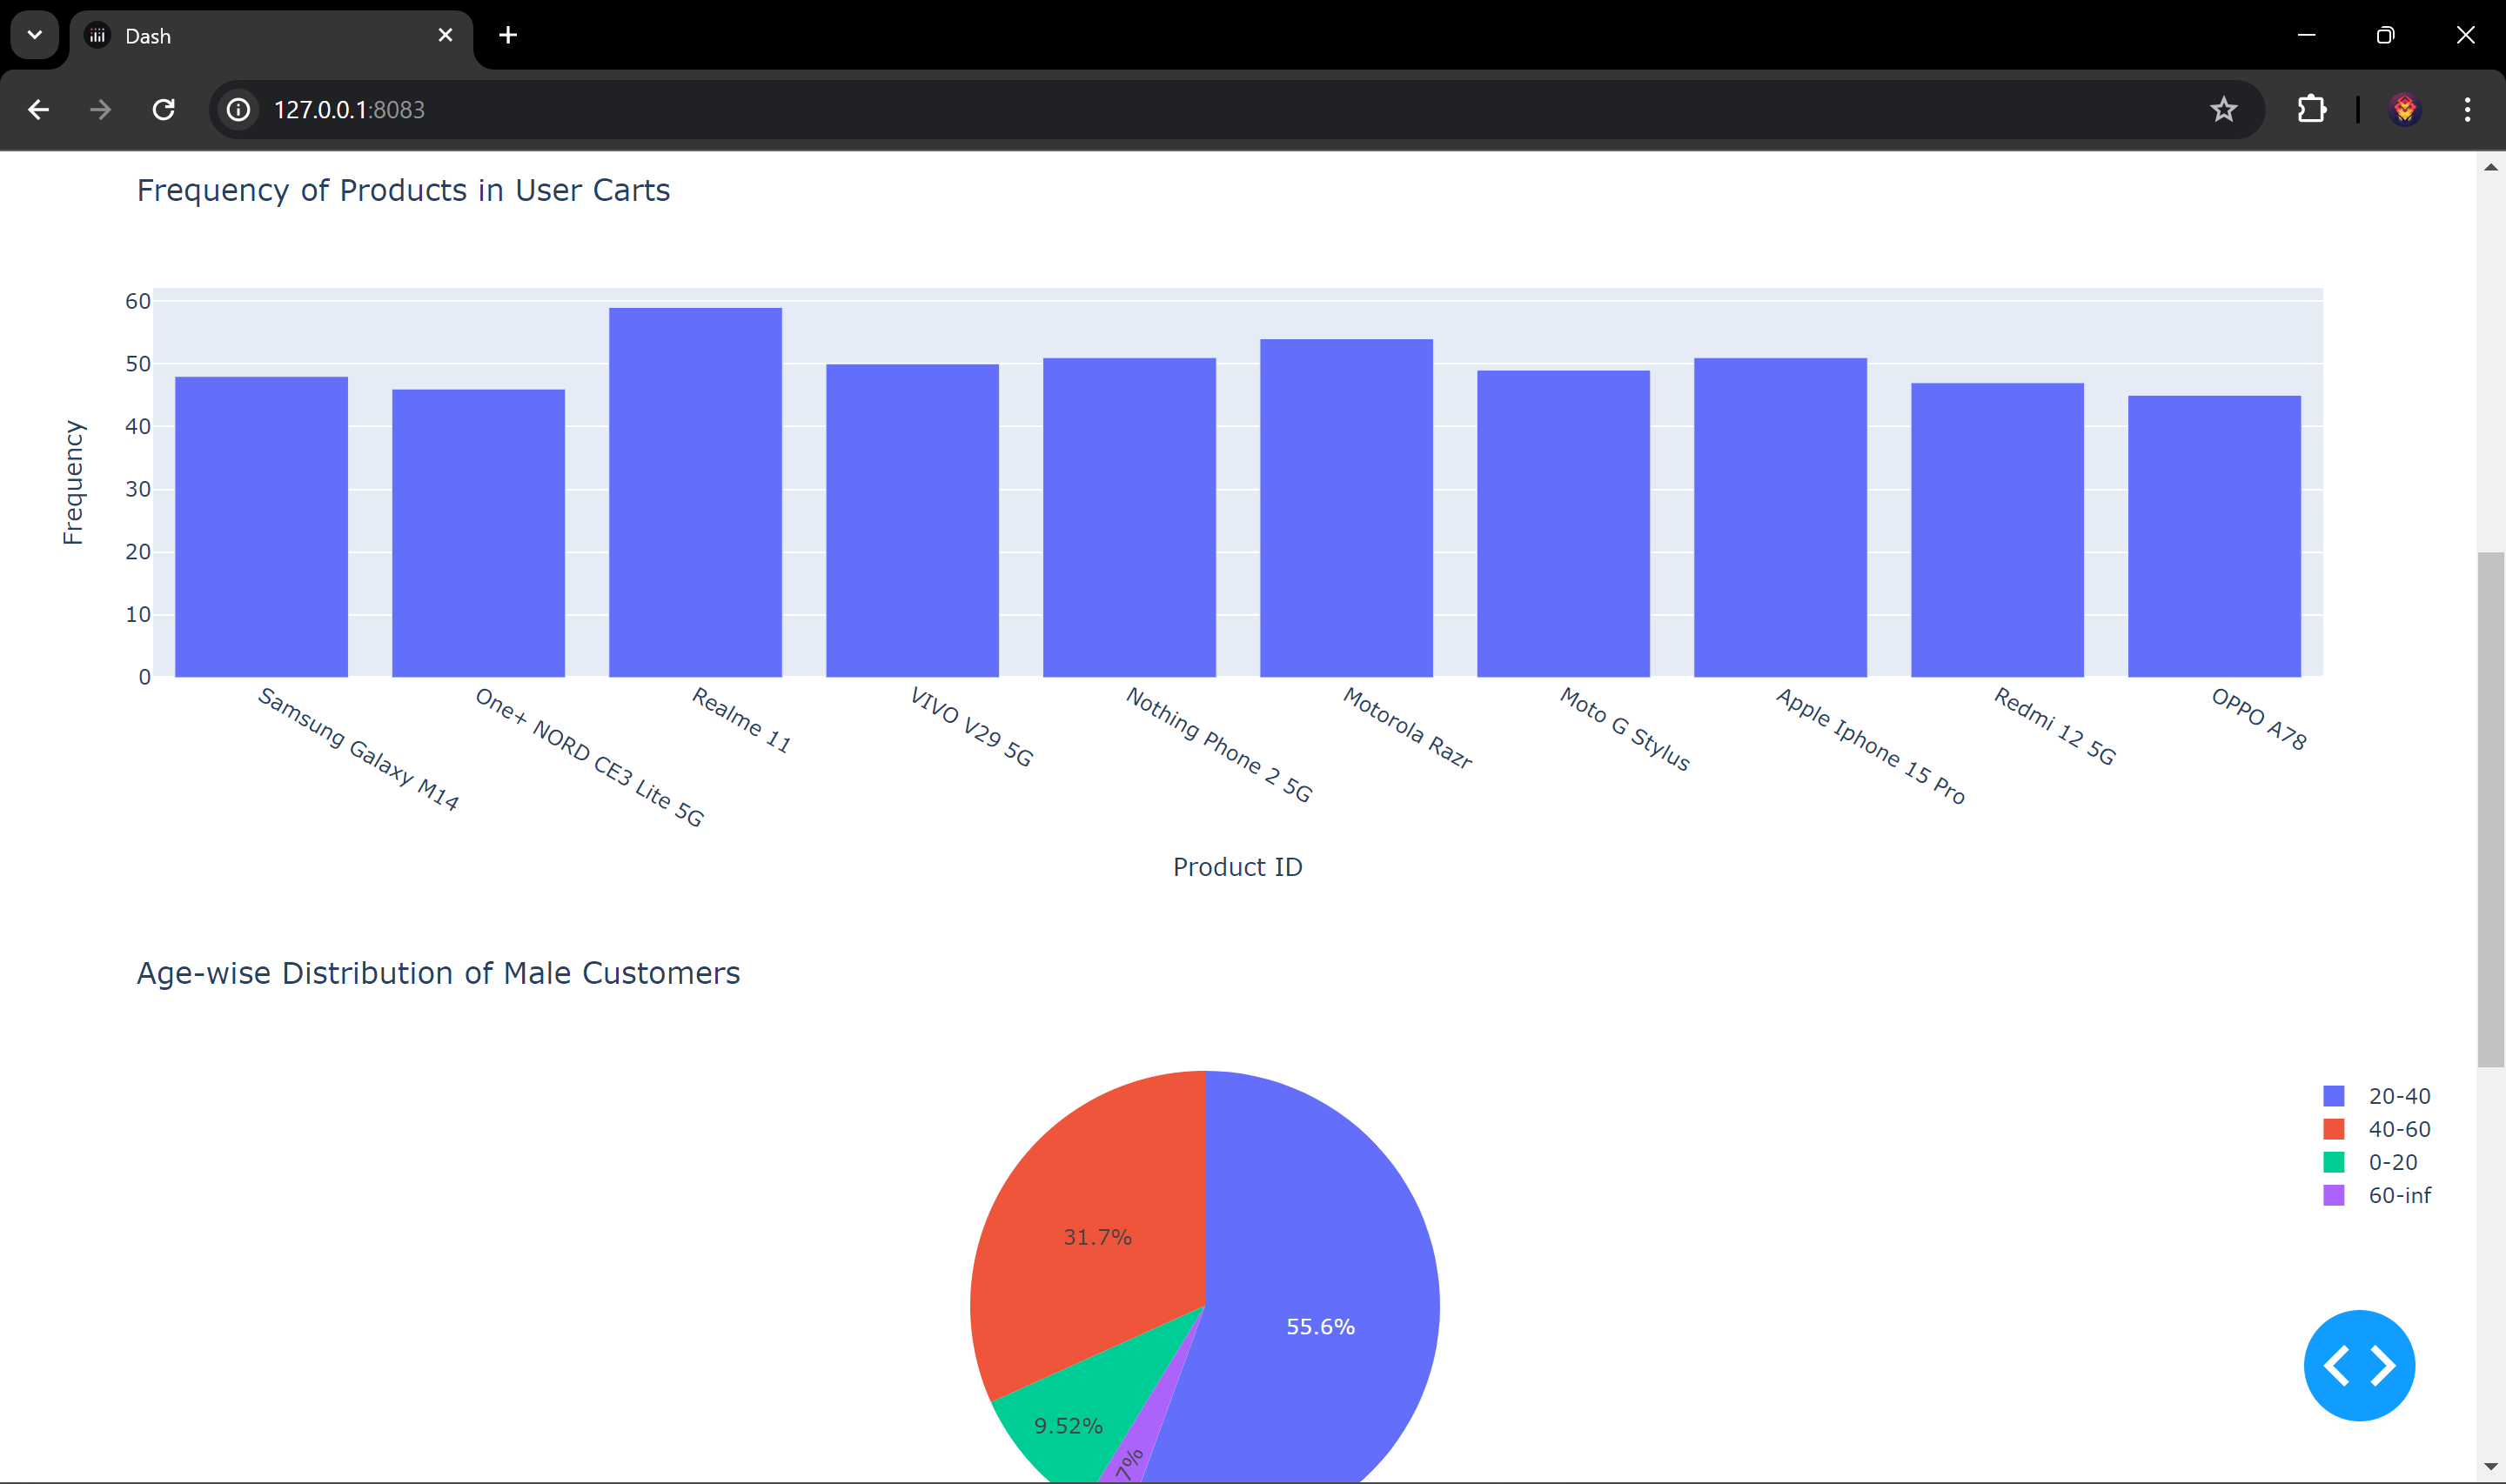 Dash
127.0.0.1:8083
Frequency of Products in User Carts
60
50
40
30
20
10
0
Frequency
Samsung Galaxy M14
One+ NORD CE3 Lite 5G
Realme 11
VIVO V29 5G
Nothing Phone 2 5G
Motorola Razr
Moto G Stylus
Apple Iphone 15 Pro
Redmi 12 5G
OPPO A78
Product ID
Age-wise Distribution of Male Customers
20-40
40-60
0-20
60-inf
31.7%
55.6%
9.52%
7%